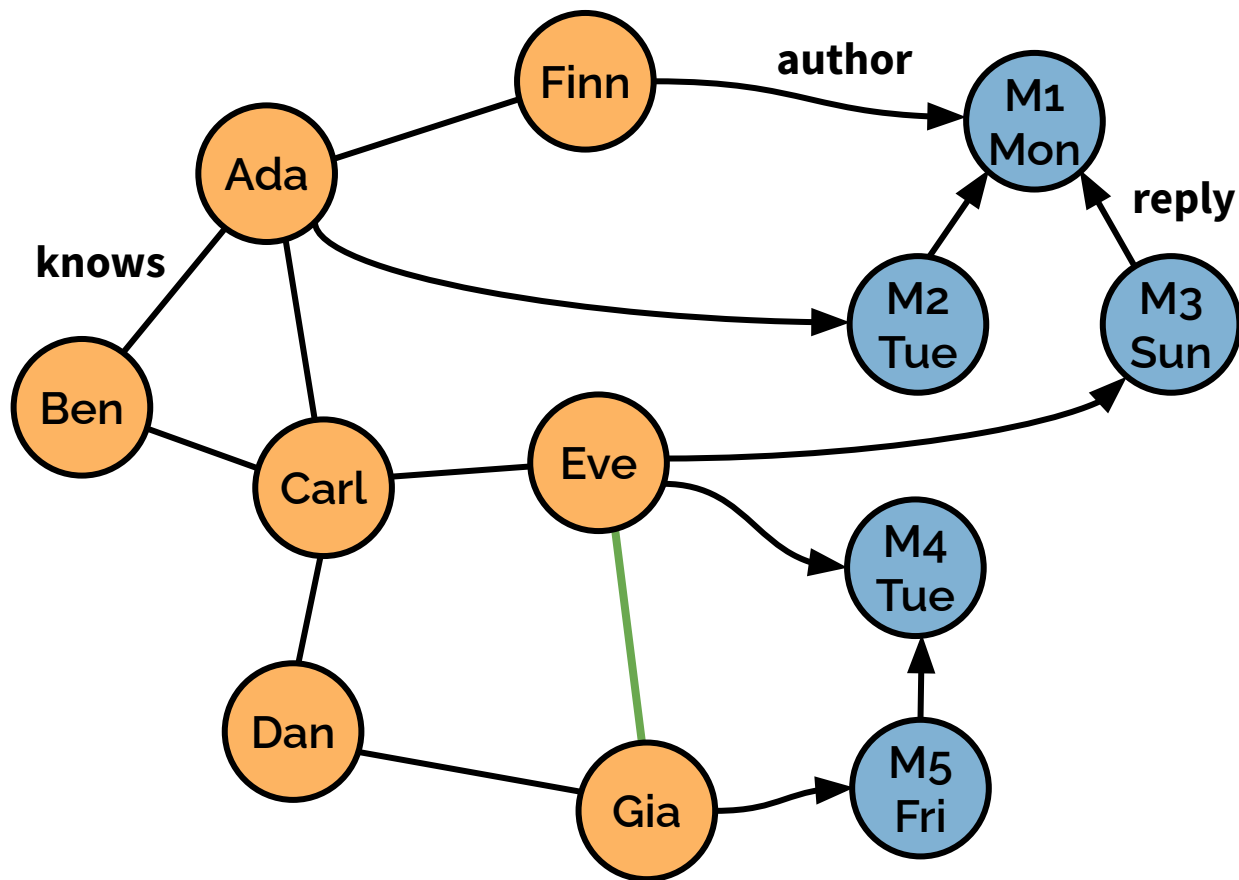 Finn
author
M1
Mon
Ada
reply
knows
M2
Tue
M3
Sun
Ben
Eve
Carl
M4
Tue
Dan
M5
Fri
Gia